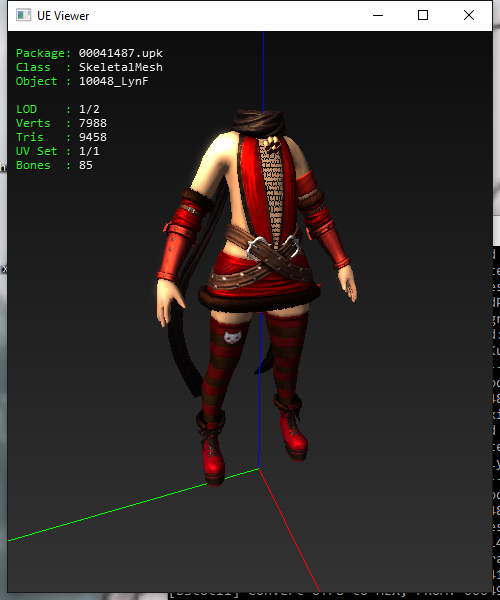 UE Viewer
Package: 00041487.upk
Class : SkeletalMesh
Object : 10048_LynF
LOD : 1/2
Verts : 7988
Tris : 9458
UV Set : 1/1
Bones : 85